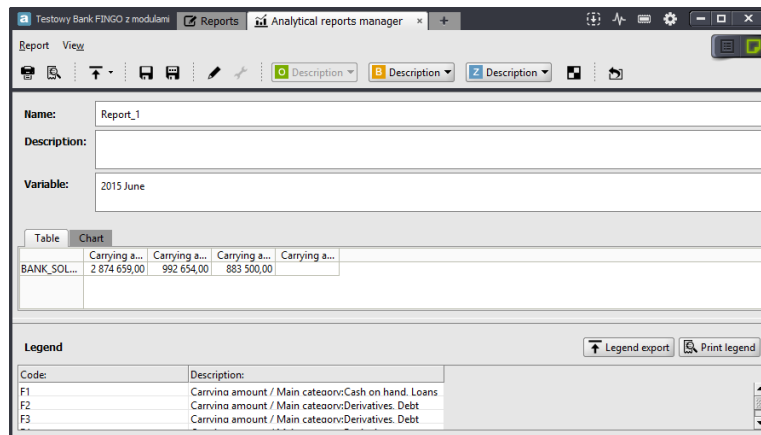 a Testowy Bank FINGO z modulami Reports Analytical reports manager × +
Report View
O Description B Description Z Description
Name: Report_1
Description:
Variable: 2015 June
Table Chart
Carrying a... Carrying a... Carrying a... Carrying a...
BANK_SOL... 2 874 659,00 992 654,00 883 500,00
Legend Legend export Print legend
Code: Description:
F1 Carrying amount / Main category:Cash on hand. Loans
F2 Carrying amount / Main category:Derivatives. Debt
F3 Carrying amount / Main category:Derivatives. Debt